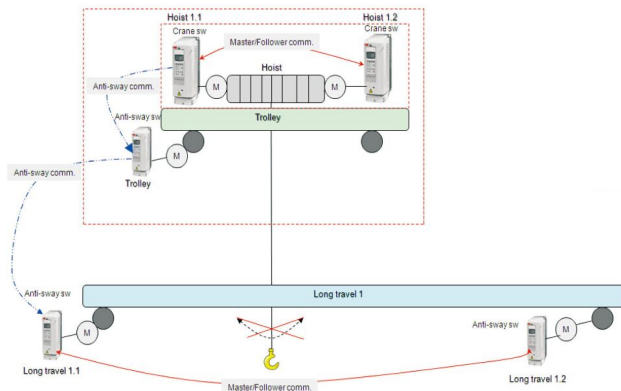 Hoist 1.1
Hoist 1.2
Crane sw
Crane sw
Master/Follower comm.
Hoist
M
M
Anti-sway comm.
Anti-sway sw
Trolley
M
Anti-sway comm.
Trolley
Anti-sway sw
Long travel 1
M
Anti-sway sw
M
Long travel 1.1
Long travel 1.2
Master/Follower comm.